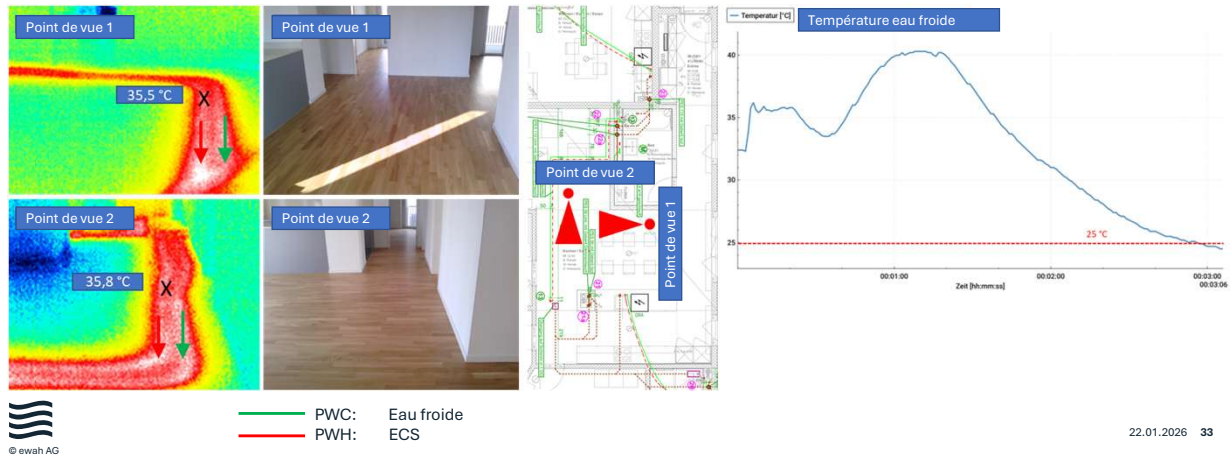 Point de vue 1
35,5 °C
Point de vue 1
Point de vue 2
35,8 °C
Point de vue 2
Point de vue 2
Point de vue 1
Temperatur [°C]
Température eau froide
40
35
30
25
25 °C
00:01:00
00:02:00
00:03:00
00:03:06
Zeit [hh:mm:ss]
PWC: Eau froide
PWH: ECS
© ewah AG
22.01.2026 33